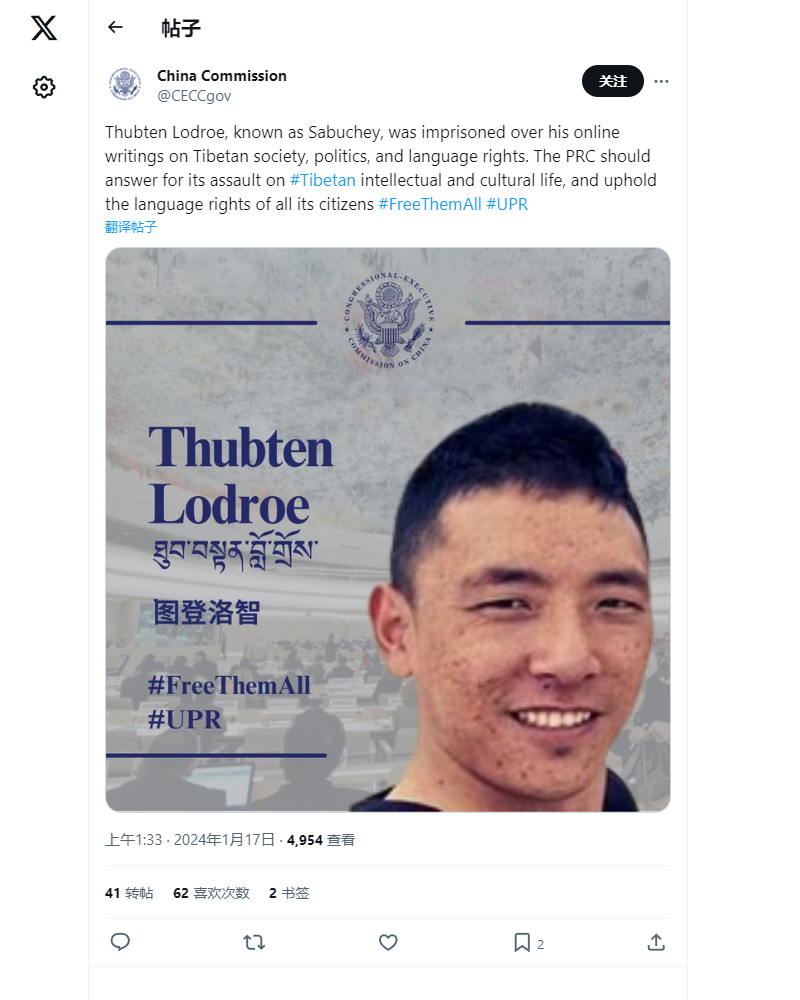 帖子
China Commission
@CECCgov
关注
Thubten Lodroe, known as Sabuchey, was imprisoned over his online
writings on Tibetan society, politics, and language rights. The PRC should
answer for its assault on #Tibetan intellectual and cultural life, and uphold
the language rights of all its citizens #FreeThemAll #UPR
翻译帖子
CONGRESSIONAL-EXECUTIVE
COMMISSION ON CHINA
Thubten
Lodroe
ཐུབ་བསྟན་བློ་གྲོས་
图登洛智
#FreeThemAll
#UPR
上午1:33 · 2024年1月17日 · 4,954 查看
41 转帖 62 喜欢次数 2 书签
2